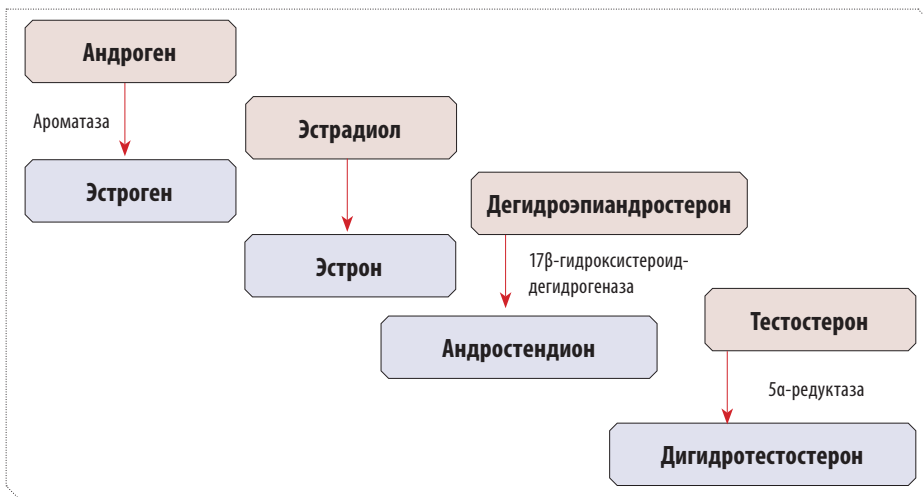 Андроген
Ароматаза
Эстроген
Эстрадиол
Эстрон
Дегидроэпиандростерон
17β-гидроксистероид-
дегидрогеназа
Андростендион
Тестостерон
5α-редуктаза
Дигидротестостерон